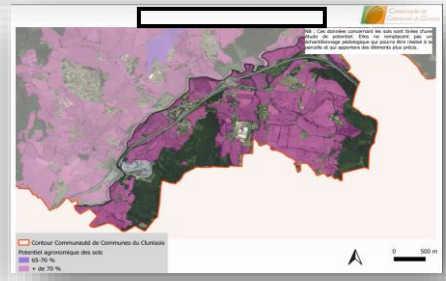 Communauté de
Communes du Clunisois
NB : Ces données concernant les sols sont tirées d'une
étude de potentiel. Elles ne remplacent pas un
échantillonnage pédologique qui pourra être réalisé à la
parcelle et qui apportera des éléments plus précis.
Contour Communauté de Communes du Clunisois
Potentiel agronomique des sols
65-70 %
+ de 70 %
0 500 m